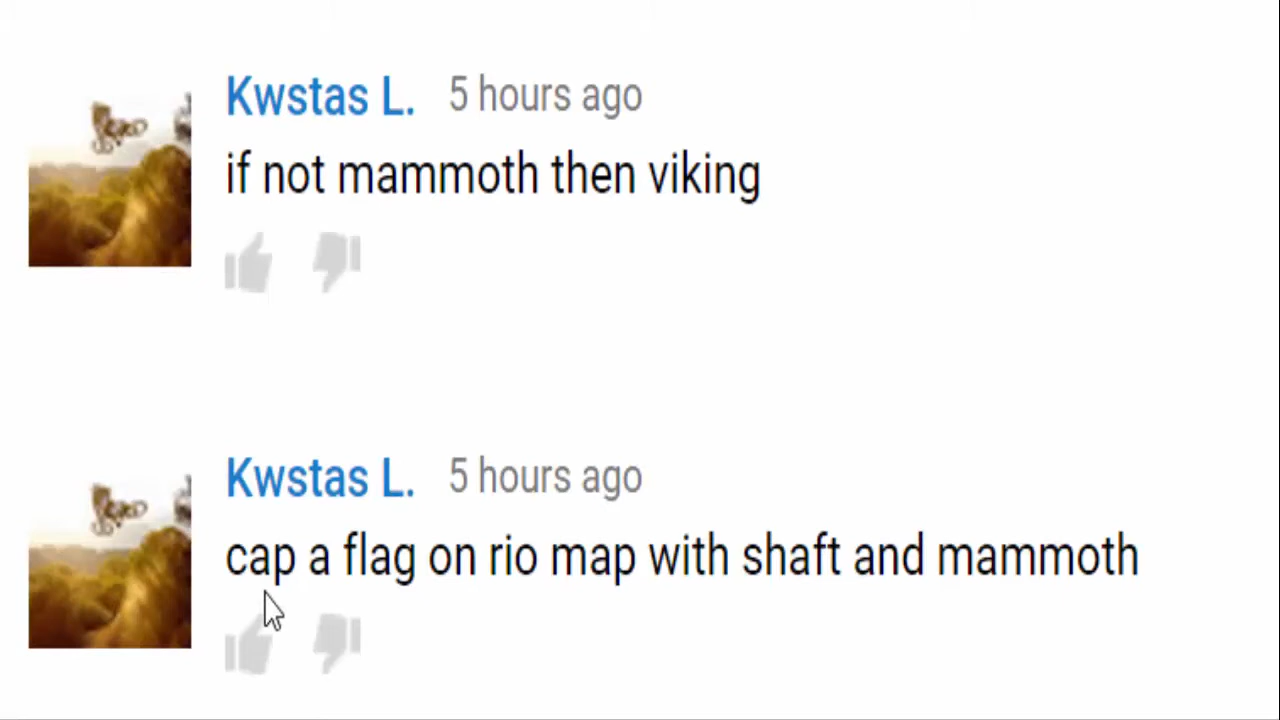 Kwstas L. 5 hours ago
if not mammoth then viking
Kwstas L. 5 hours ago
cap a flag on rio map with shaft and mammoth